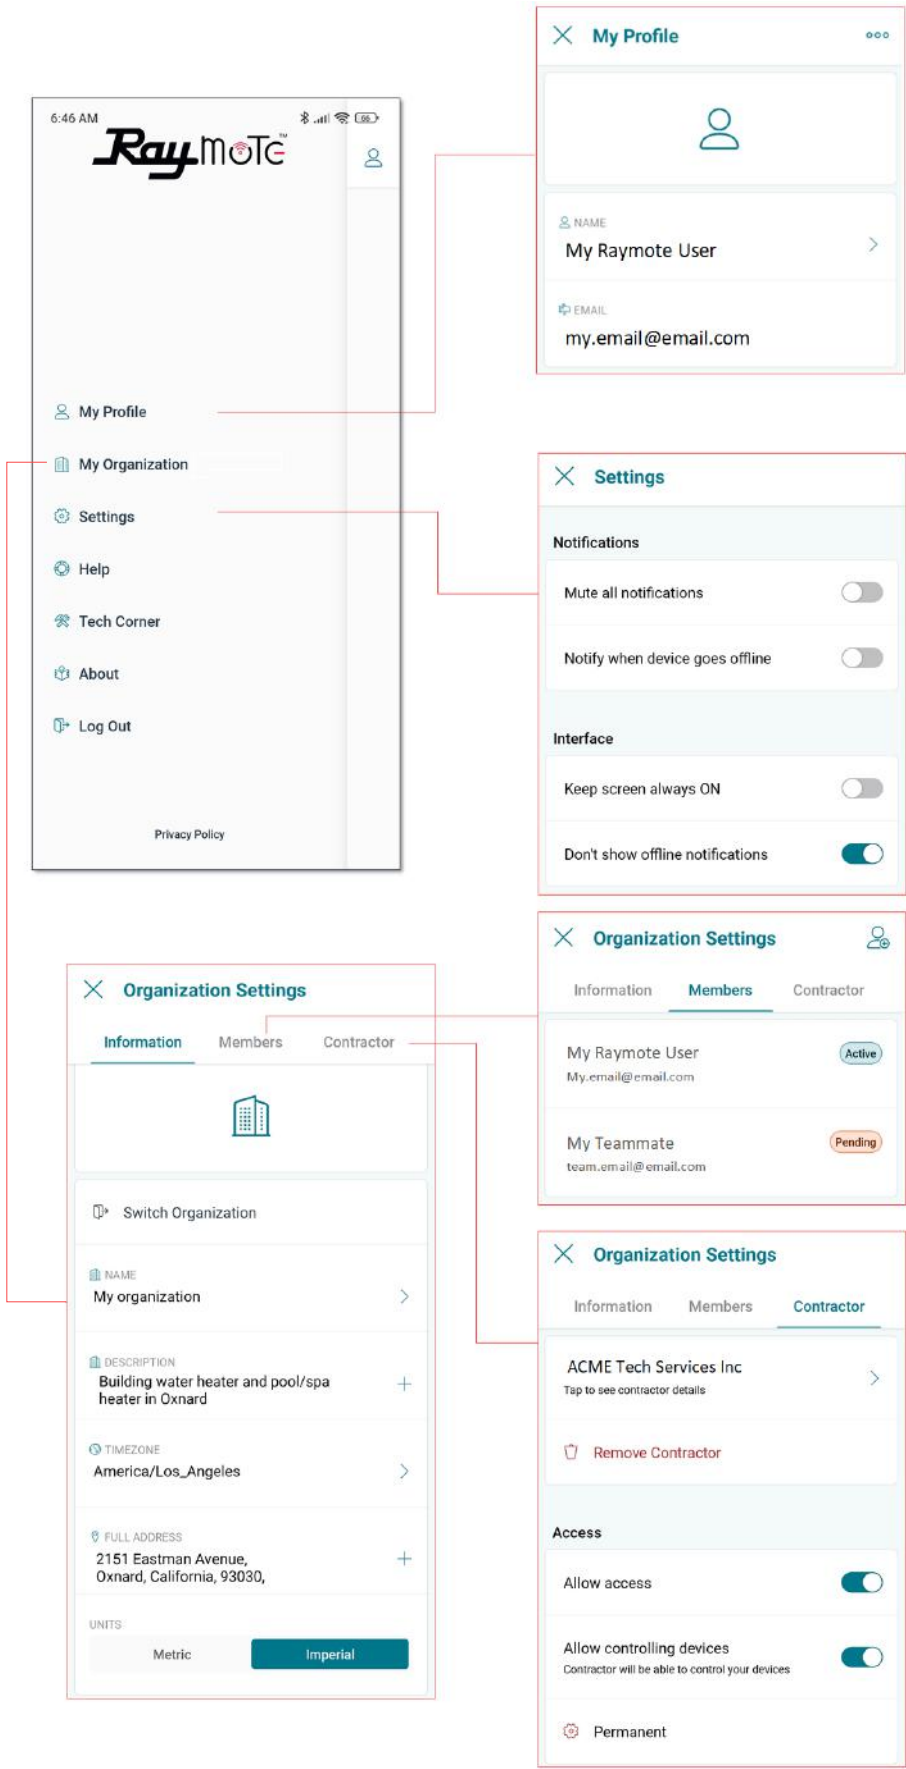 My Profile
6:46 AM
66
Raymote™
NAME
My Raymote User
EMAIL
my.email@email.com
My Profile
My Organization
Settings
Help
Tech Corner
About
Log Out
Privacy Policy
Settings
Notifications
Mute all notifications
Notify when device goes offline
Interface
Keep screen always ON
Don't show offline notifications
Organization Settings
Information Members Contractor
Switch Organization
NAME
My organization
DESCRIPTION
Building water heater and pool/spa
heater in Oxnard
TIMEZONE
America/Los_Angeles
FULL ADDRESS
2151 Eastman Avenue,
Oxnard, California, 93030,
UNITS
Metric Imperial
Organization Settings
Information Members Contractor
My Raymote User
Active
My.email@email.com
My Teammate
Pending
team.email@email.com
Organization Settings
Information Members Contractor
ACME Tech Services Inc
Tap to see contractor details
Remove Contractor
Access
Allow access
Allow controlling devices
Contractor will be able to control your devices
Permanent